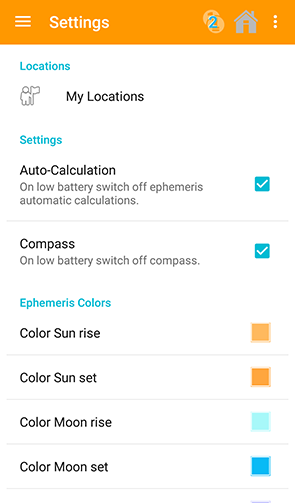 Settings
2
Locations
My Locations
Settings
Auto-Calculation
On low battery switch off ephemeris
automatic calculations.
Compass
On low battery switch off compass.
Ephemeris Colors
Color Sun rise
Color Sun set
Color Moon rise
Color Moon set